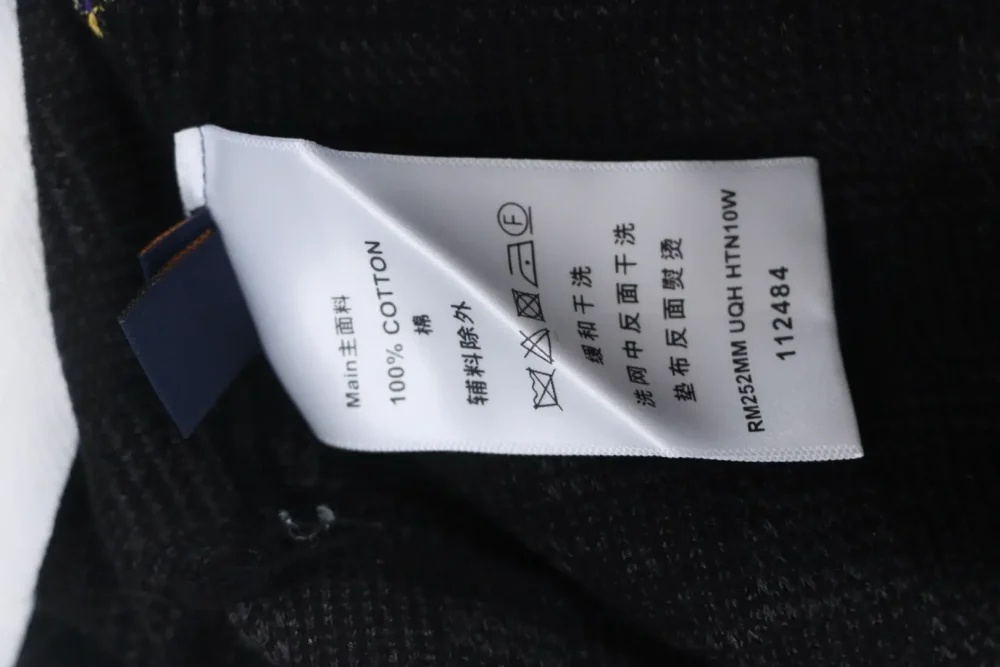 Main主面料
100% COTTON
棉
辅料除外
F
缓和干洗
洗网中反面干洗
垫布反面熨烫
RM252MM UQH HTN10W
112484